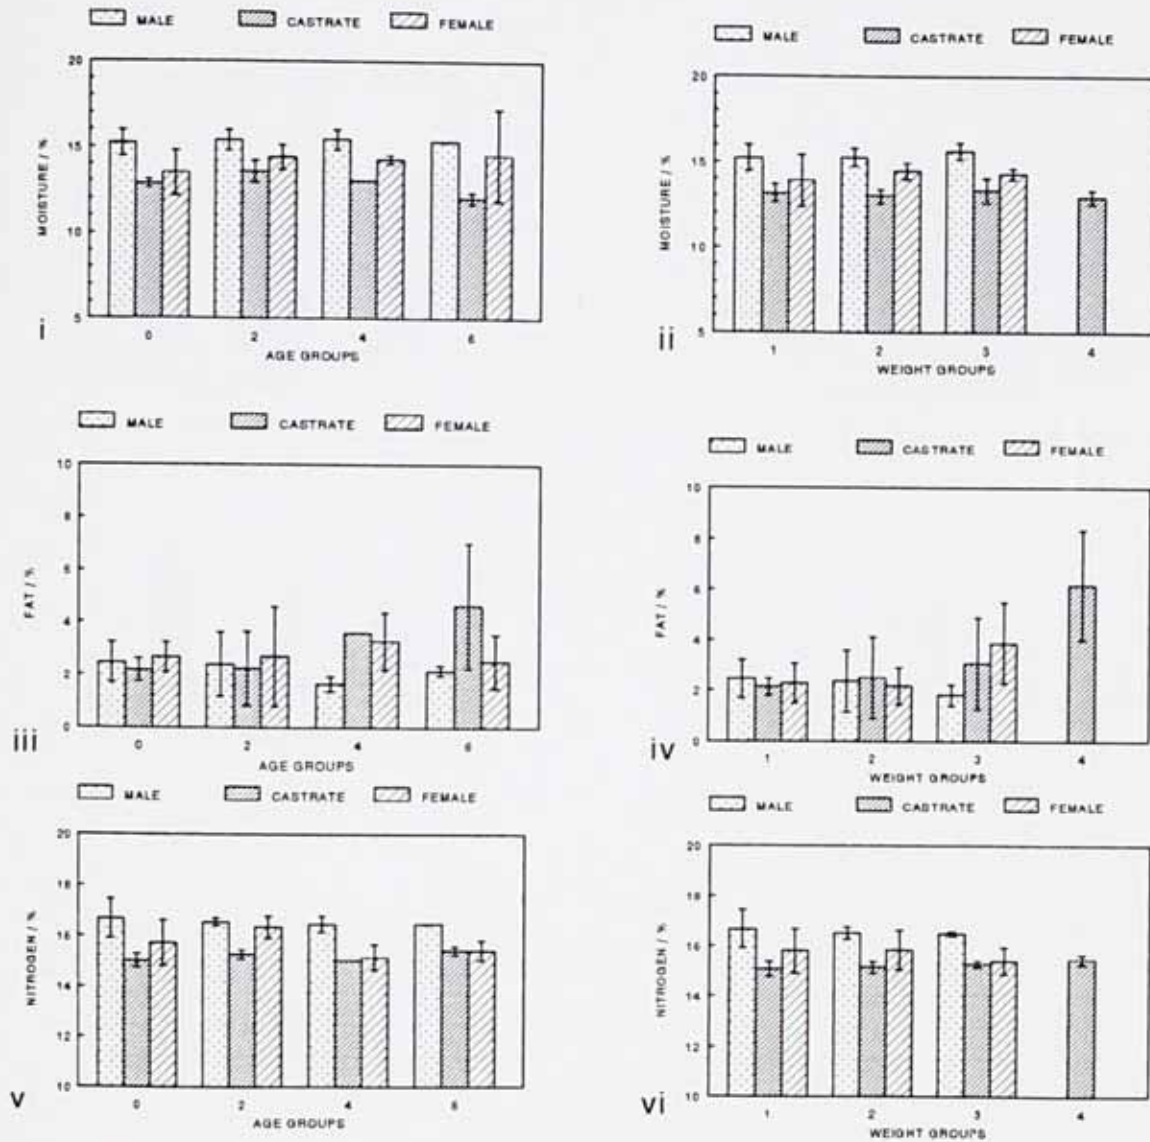 MALE CASTRATE FEMALE
20
15
10
5
MOISTURE / %
0 2 4 6
AGE GROUPS
i
MALE CASTRATE FEMALE
20
15
10
5
MOISTURE / %
1 2 3 4
WEIGHT GROUPS
ii
MALE CASTRATE FEMALE
10
8
6
4
2
0
FAT / %
0 2 4 6
AGE GROUPS
iii
MALE CASTRATE FEMALE
10
8
6
4
2
0
FAT / %
1 2 3 4
WEIGHT GROUPS
iv
MALE CASTRATE FEMALE
20
18
16
14
12
10
NITROGEN / %
0 2 4 6
AGE GROUPS
v
MALE CASTRATE FEMALE
20
18
16
14
12
10
NITROGEN / %
1 2 3 4
WEIGHT GROUPS
vi